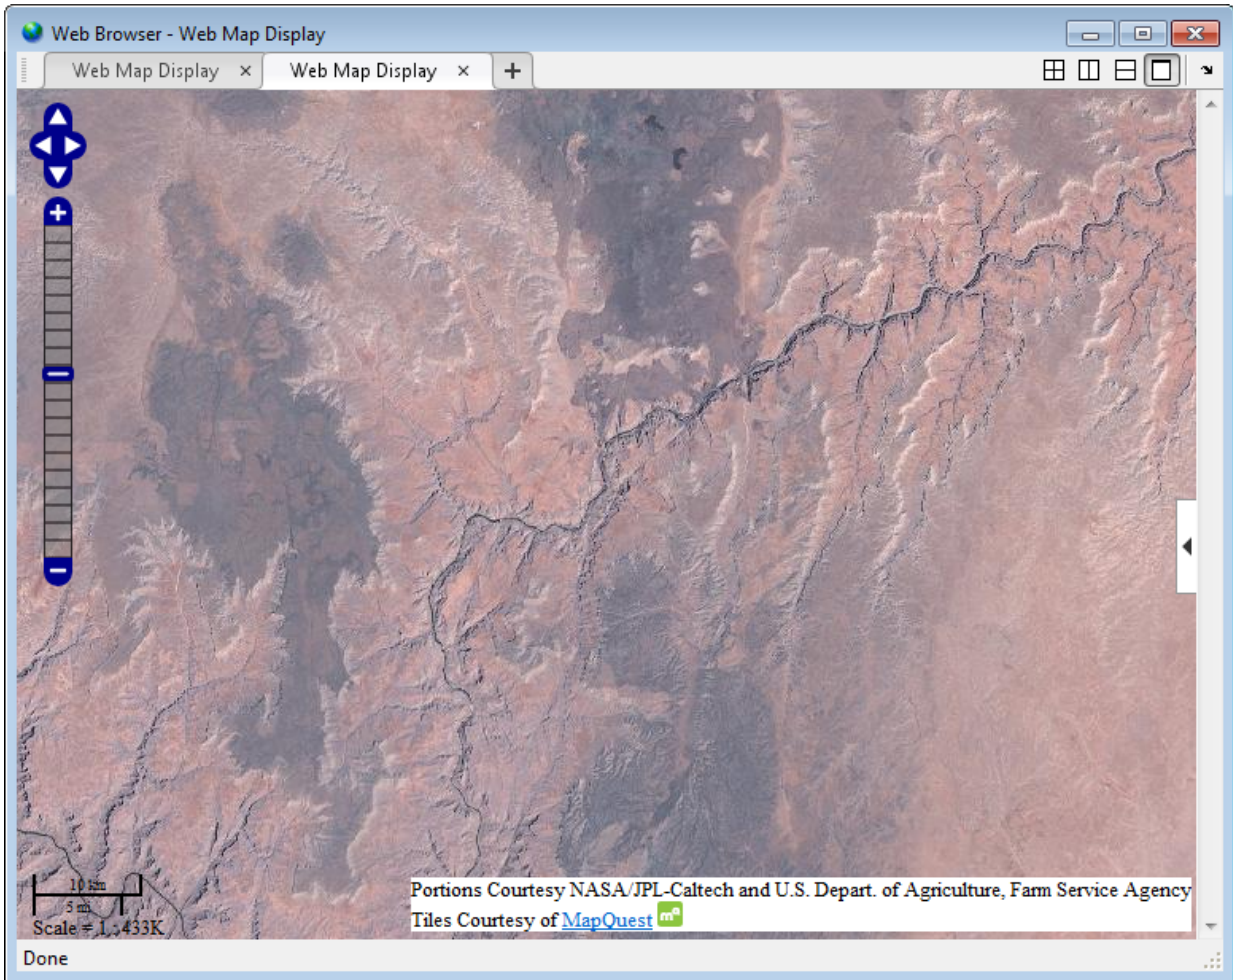 Web Browser - Web Map Display
Web Map Display
Web Map Display
10 km
5 mi
Scale = 1 : 433K
Portions Courtesy NASA/JPL-Caltech and U.S. Depart. of Agriculture, Farm Service Agency
Tiles Courtesy of MapQuest
Done